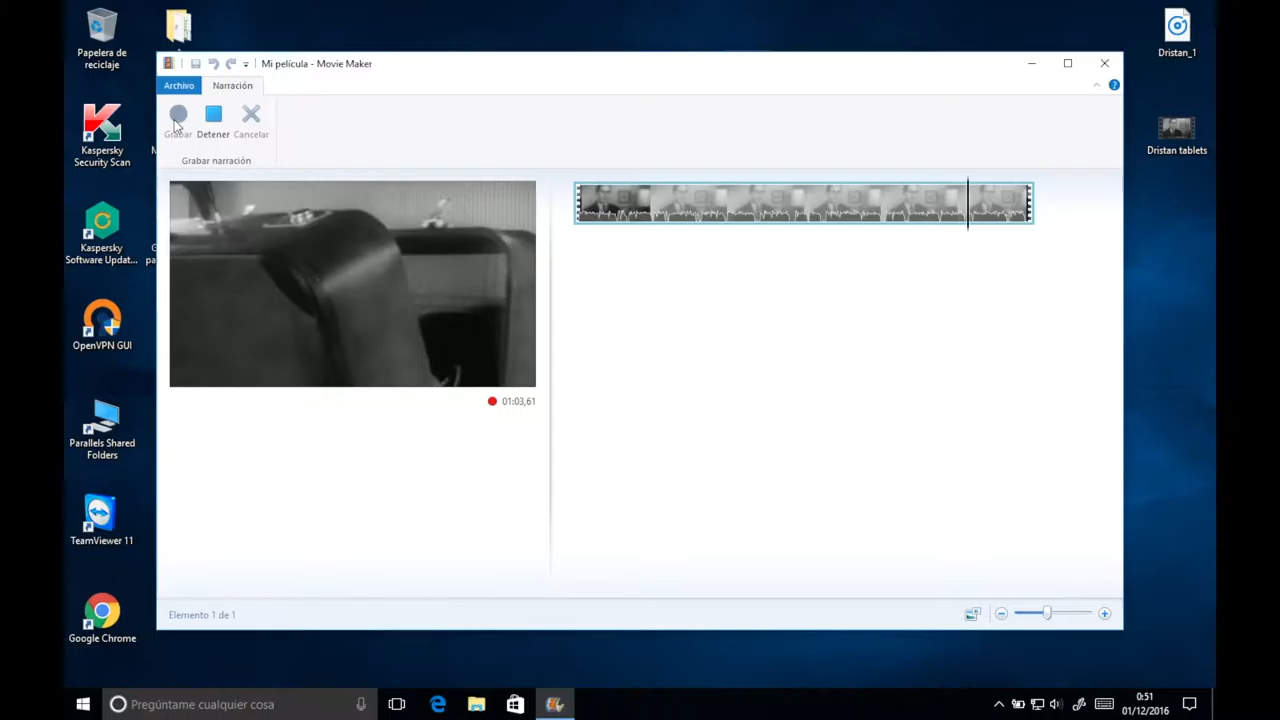 Papelera de
reciclaje
Kaspersky
Security Scan
Kaspersky
Software Updat...
OpenVPN GUI
Parallels Shared
Folders
TeamViewer 11
Google Chrome
Mi película - Movie Maker
Archivo
Narración
Grabar
Detener
Cancelar
Grabar narración
01:03,61
Elemento 1 de 1
Dristan_1
Dristan tablets
Pregúntame cualquier cosa
0:51
01/12/2016